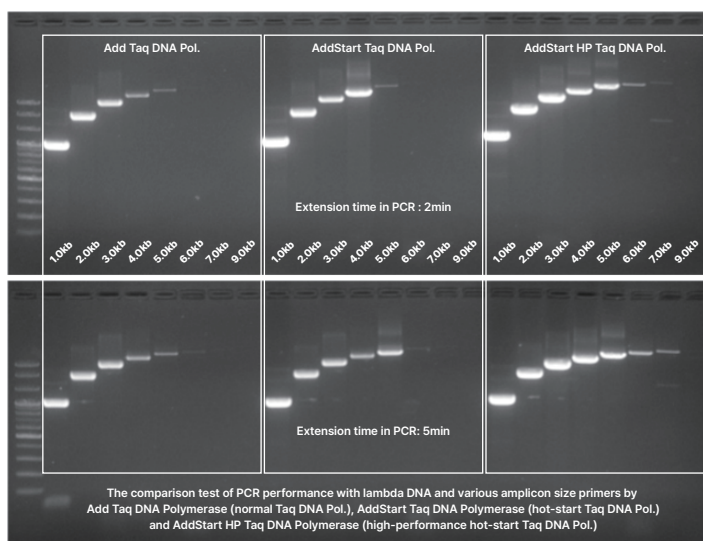 Add Taq DNA Pol.
AddStart Taq DNA Pol.
AddStart HP Taq DNA Pol.
Extension time in PCR : 2min
1.0kb 2.0kb 3.0kb 4.0kb 5.0kb 6.0kb 7.0kb 9.0kb
1.0kb 2.0kb 3.0kb 4.0kb 5.0kb 6.0kb 7.0kb 9.0kb
1.0kb 2.0kb 3.0kb 4.0kb 5.0kb 6.0kb 7.0kb 9.0kb
Extension time in PCR: 5min
The comparison test of PCR performance with lambda DNA and various amplicon size primers by
Add Taq DNA Polymerase (normal Taq DNA Pol.), AddStart Taq DNA Polymerase (hot-start Taq DNA Pol.)
and AddStart HP Taq DNA Polymerase (high-performance hot-start Taq DNA Pol.)